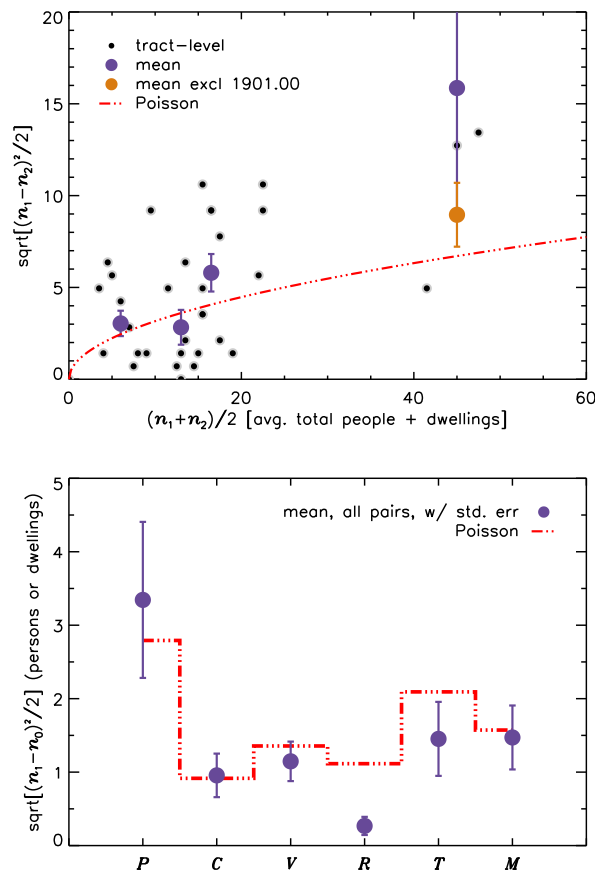 20
15
10
5
0
sqrt[(n₁−n₂)²/2]
tract−level
mean
mean excl 1901.00
Poisson
0 20 40 60
(n₁+n₂)/2 [avg. total people + dwellings]
5
4
3
2
1
0
sqrt[(n₁−n₀)²/2] (persons or dwellings)
mean, all pairs, w/ std. err
Poisson
P C V R T M